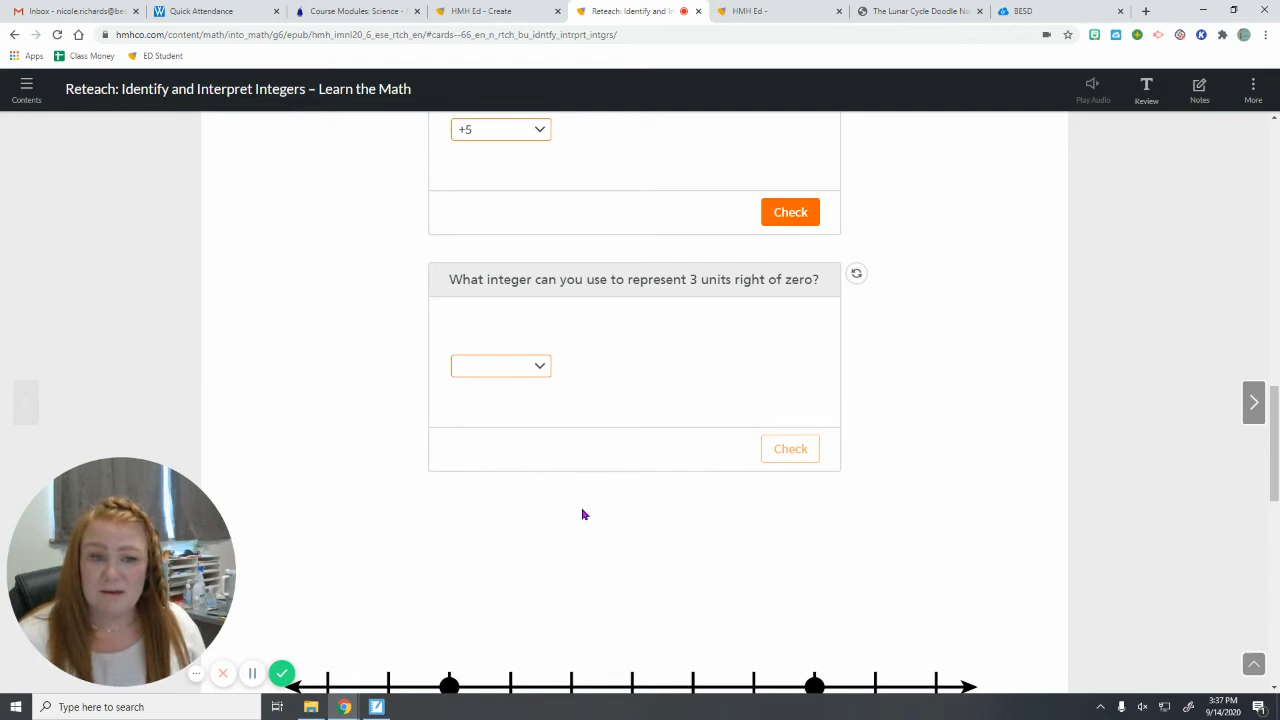 Inbox - nicole.richards@be
Quick Attendance
Course Modules: Science -
HMH Ed - Create
Reteach: Identify and I
HMH Ed -
The Lunar Cycle Doodle No
BESD
hmhco.com/content/math/into_math/g6/epub/hmh_imnl20_6_ese_rtch_en/#cards--66_en_n_rtch_bu_idntfy_intrprt_intgrs/
Apps
Class Money
ED Student
Contents
Reteach: Identify and Interpret Integers – Learn the Math
Play Audio
Review
Notes
More
+5
Check
What integer can you use to represent 3 units right of zero?
Check
Type here to search
3:37 PM
9/14/2020